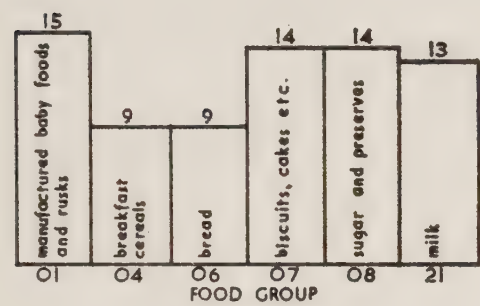 15
14 14
13
9 9
manufactured baby foods
and rusks
breakfast
cereals
bread
biscuits, cakes etc.
sugar and preserves
milk
01 04 06 07 08 21
FOOD GROUP